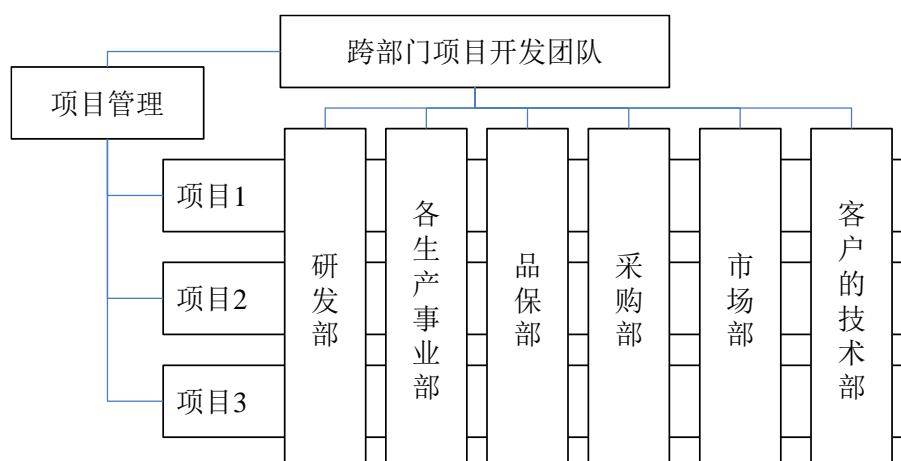 跨部门项目开发团队
项目管理
项目1
项目2
项目3
研发部
各生产事业部
品保部
采购部
市场部
客户的技术部